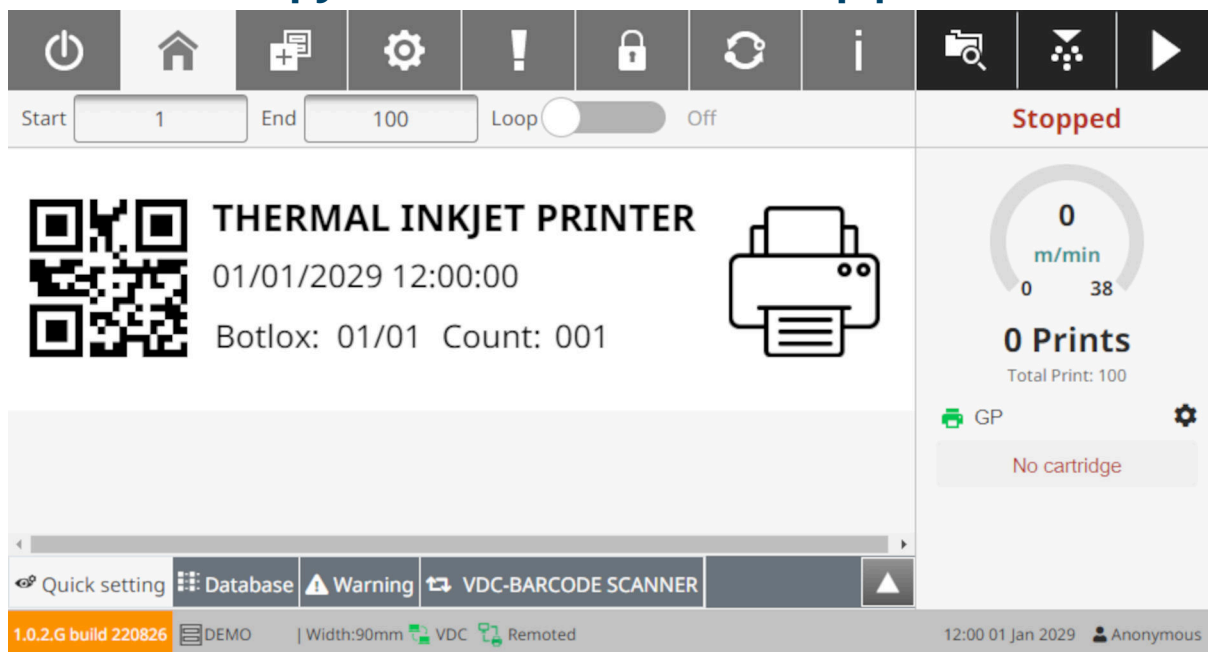 i
Start 1 End 100 Loop Off
Stopped
THERMAL INKJET PRINTER
01/01/2029 12:00:00
Botlox: 01/01 Count: 001
0
m/min
0 38
0 Prints
Total Print: 100
GP
No cartridge
Quick setting Database Warning VDC-BARCODE SCANNER
1.0.2.G build 220826 DEMO | Width:90mm VDC Remoted 12:00 01 Jan 2029 Anonymous